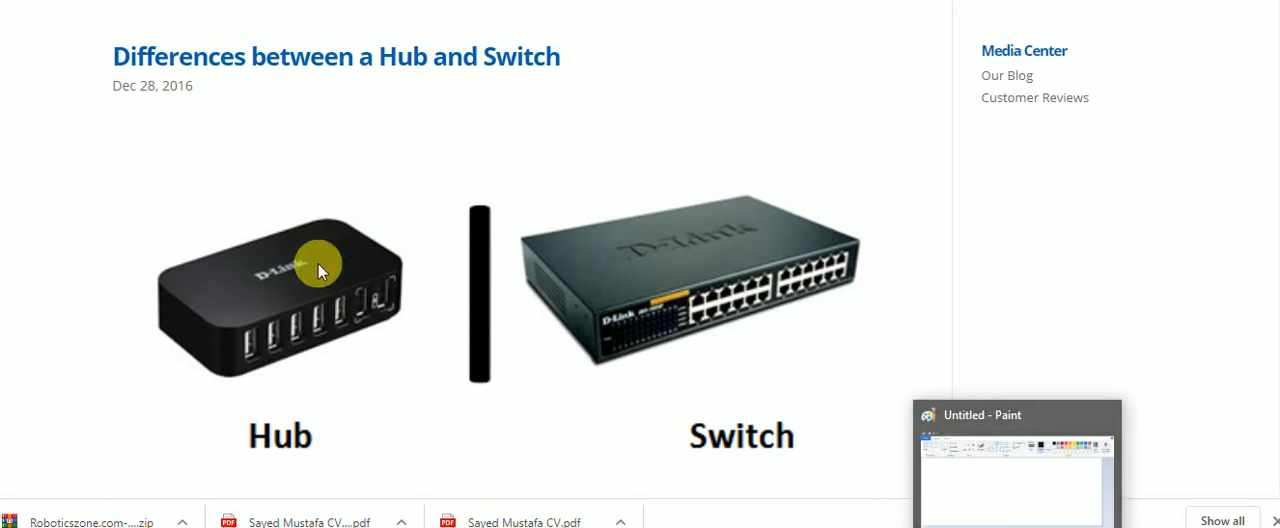 Differences between a Hub and Switch
Dec 28, 2016
Media Center
Our Blog
Customer Reviews
D-Link
D-Link
D-Link
Hub
Switch
Untitled - Paint
Roboticszone.com-....zip
Sayed Mustafa CV....pdf
Sayed Mustafa CV.pdf
Show all